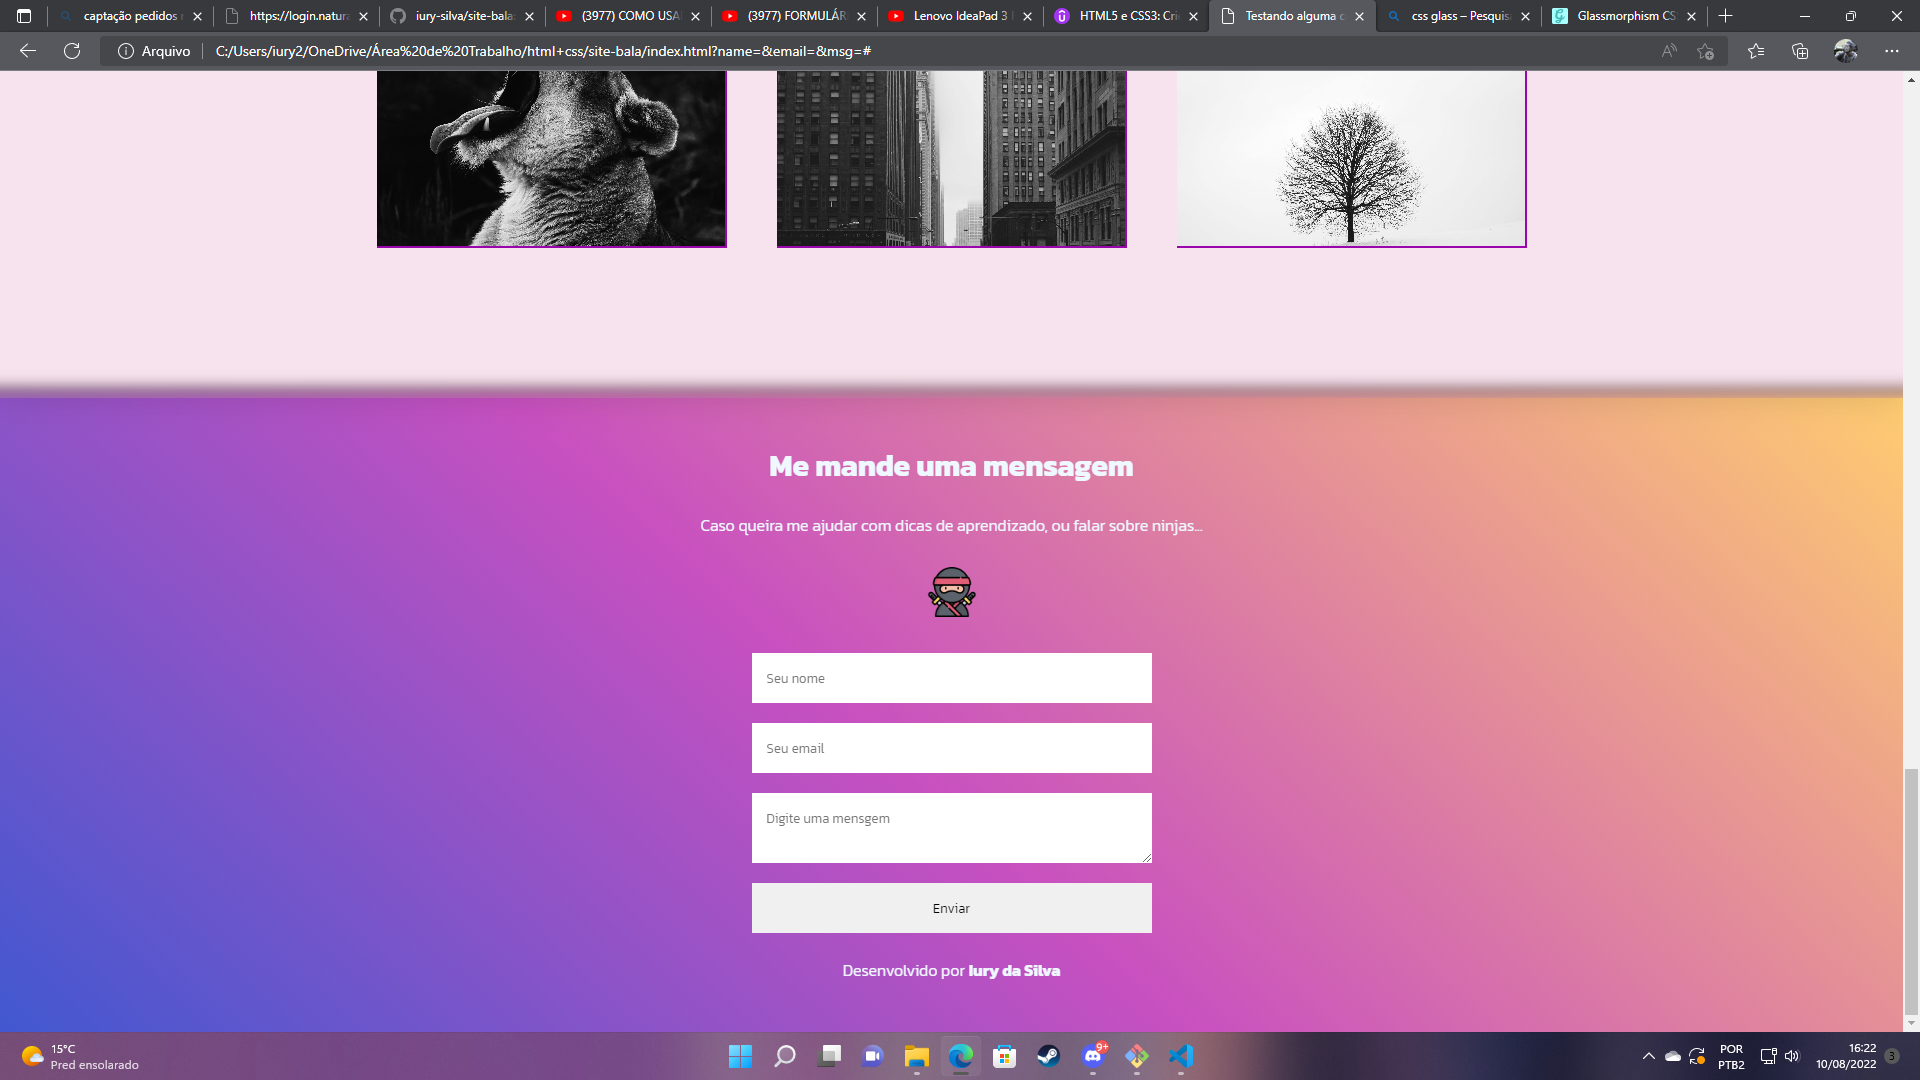 captação pedidos
https://login.natura
iury-silva/site-bala
(3977) COMO USA
(3977) FORMULÁR
Lenovo IdeaPad 3
HTML5 e CSS3: Cri
Testando alguma c
css glass – Pesquis
Glassmorphism CS
Arquivo
C:/Users/iury2/OneDrive/Área%20de%20Trabalho/html+css/site-bala/index.html?name=&email=&msg=#
Me mande uma mensagem
Caso queira me ajudar com dicas de aprendizado, ou falar sobre ninjas...
Seu nome
Seu email
Digite uma mensgem
Enviar
Desenvolvido por Iury da Silva
15°C
Pred ensolarado
9+
POR
PTB2
16:22
10/08/2022
3